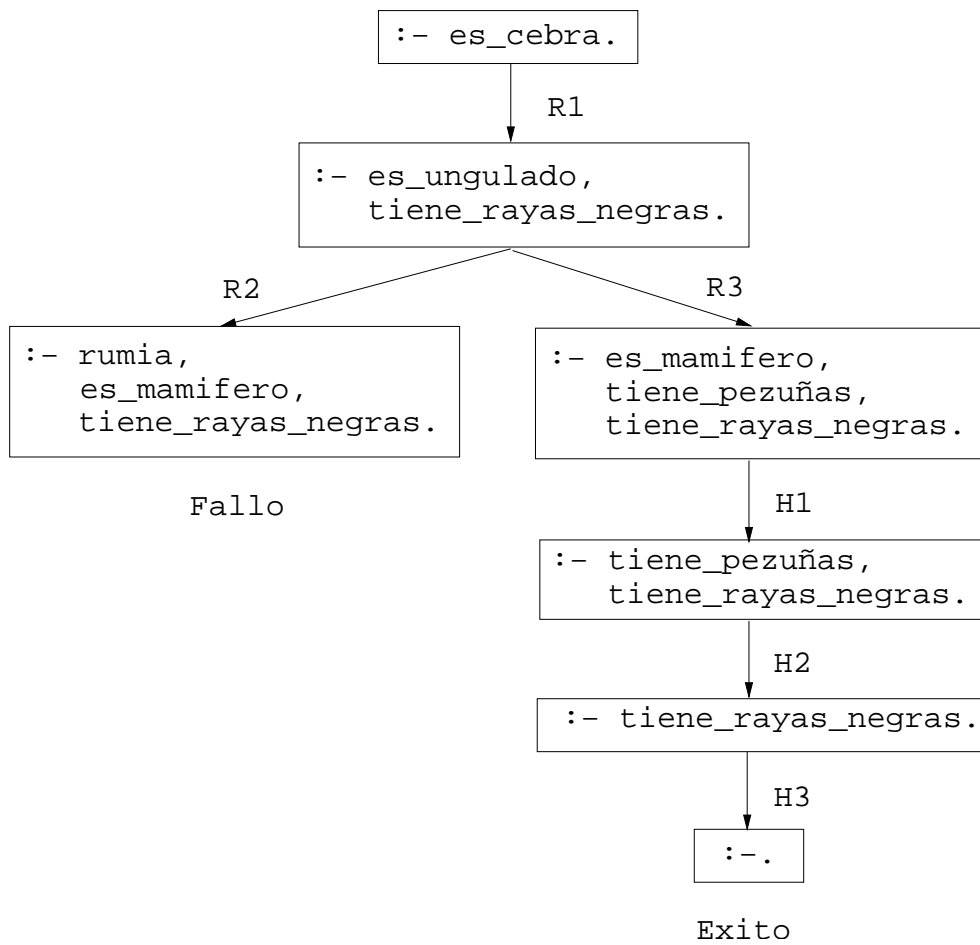 :- es_cebra.
R1
:- es_ungulado,
tiene_rayas_negras.
R2
R3
:- rumia,
es_mamifero,
tiene_rayas_negras.
Fallo
:- es_mamifero,
tiene_pezuñas,
tiene_rayas_negras.
H1
:- tiene_pezuñas,
tiene_rayas_negras.
H2
:- tiene_rayas_negras.
H3
:-.
Exito